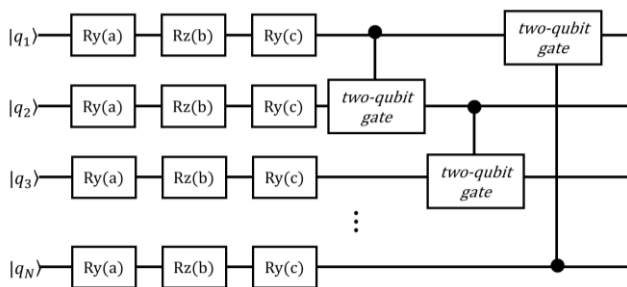 |q₁⟩ Ry(a) Rz(b) Ry(c) two-qubit
gate
|q₂⟩ Ry(a) Rz(b) Ry(c) two-qubit
gate
|q₃⟩ Ry(a) Rz(b) Ry(c) two-qubit
gate
⋮
|q_N⟩ Ry(a) Rz(b) Ry(c)